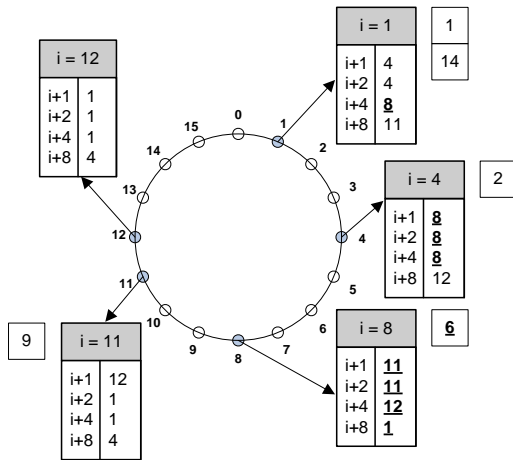 i = 12
i+1 1
i+2 1
i+4 1
i+8 4
i = 1
i+1 4
i+2 4
i+4 8
i+8 11
1
14
i = 4
i+1 8
i+2 8
i+4 8
i+8 12
2
i = 8
i+1 11
i+2 11
i+4 12
i+8 1
6
9
i = 11
i+1 12
i+2 1
i+4 1
i+8 4
0
1
2
3
4
5
6
7
8
9
10
11
12
13
14
15